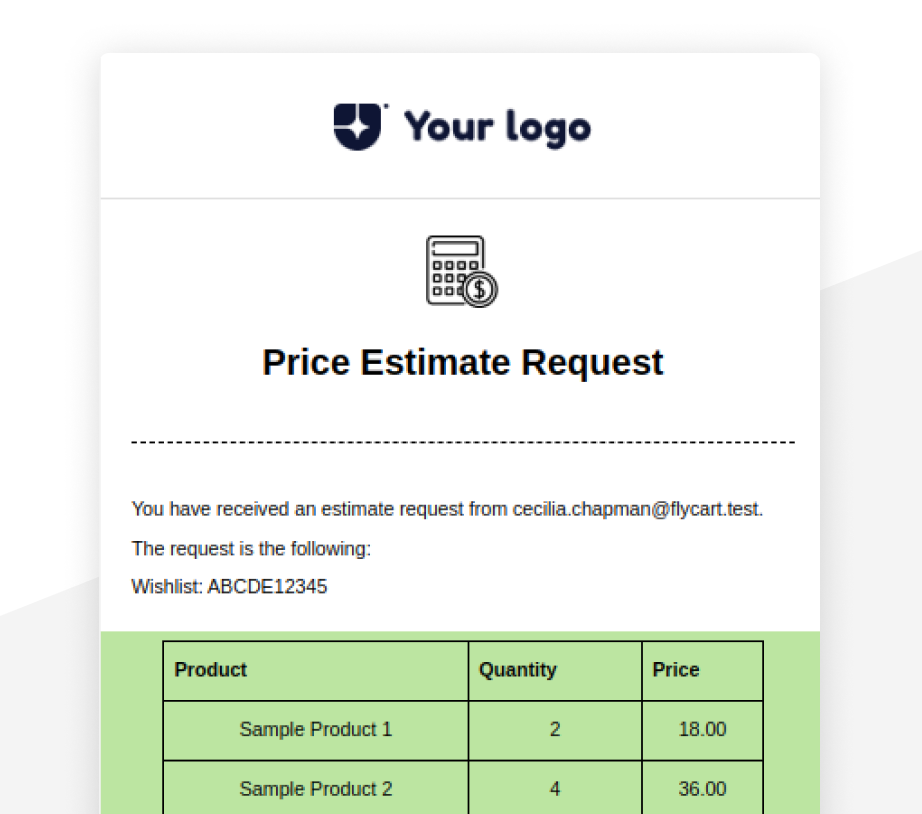 Your logo
$
Price Estimate Request
You have received an estimate request from cecilia.chapman@flycart.test.
The request is the following:
Wishlist: ABCDE12345
Product Quantity Price
Sample Product 1 2 18.00
Sample Product 2 4 36.00